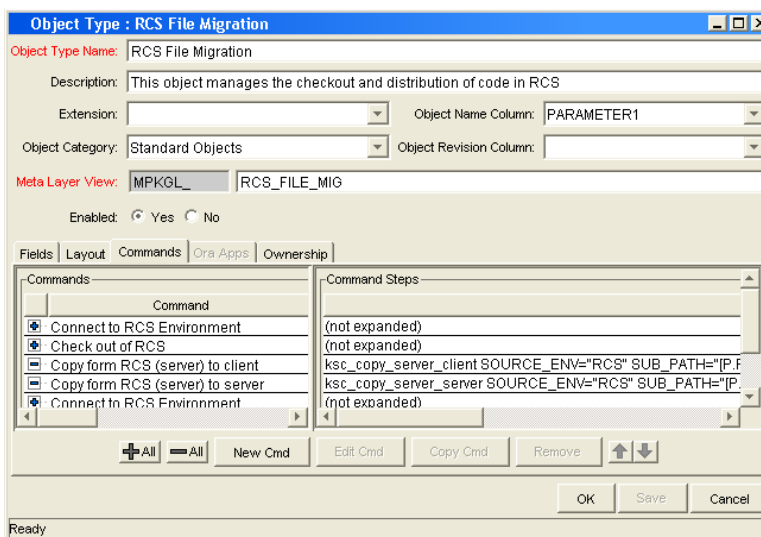 Object Type : RCS File Migration
Object Type Name: RCS File Migration
Description: This object manages the checkout and distribution of code in RCS
Extension: Object Name Column: PARAMETER1
Object Category: Standard Objects Object Revision Column:
Meta Layer View: MPKGL_ RCS_FILE_MIG
Enabled: Yes No
Fields Layout Commands Ora Apps Ownership
Commands Command Steps
Command
Connect to RCS Environment (not expanded)
Check out of RCS (not expanded)
Copy form RCS (server) to client ksc_copy_server_client SOURCE_ENV="RCS" SUB_PATH="[P.F
Copy form RCS (server) to server ksc_copy_server_server SOURCE_ENV="RCS" SUB_PATH="[P.
Connect to RCS Environment (not expanded)
All All New Cmd Edit Cmd Copy Cmd Remove
OK Save Cancel
Ready